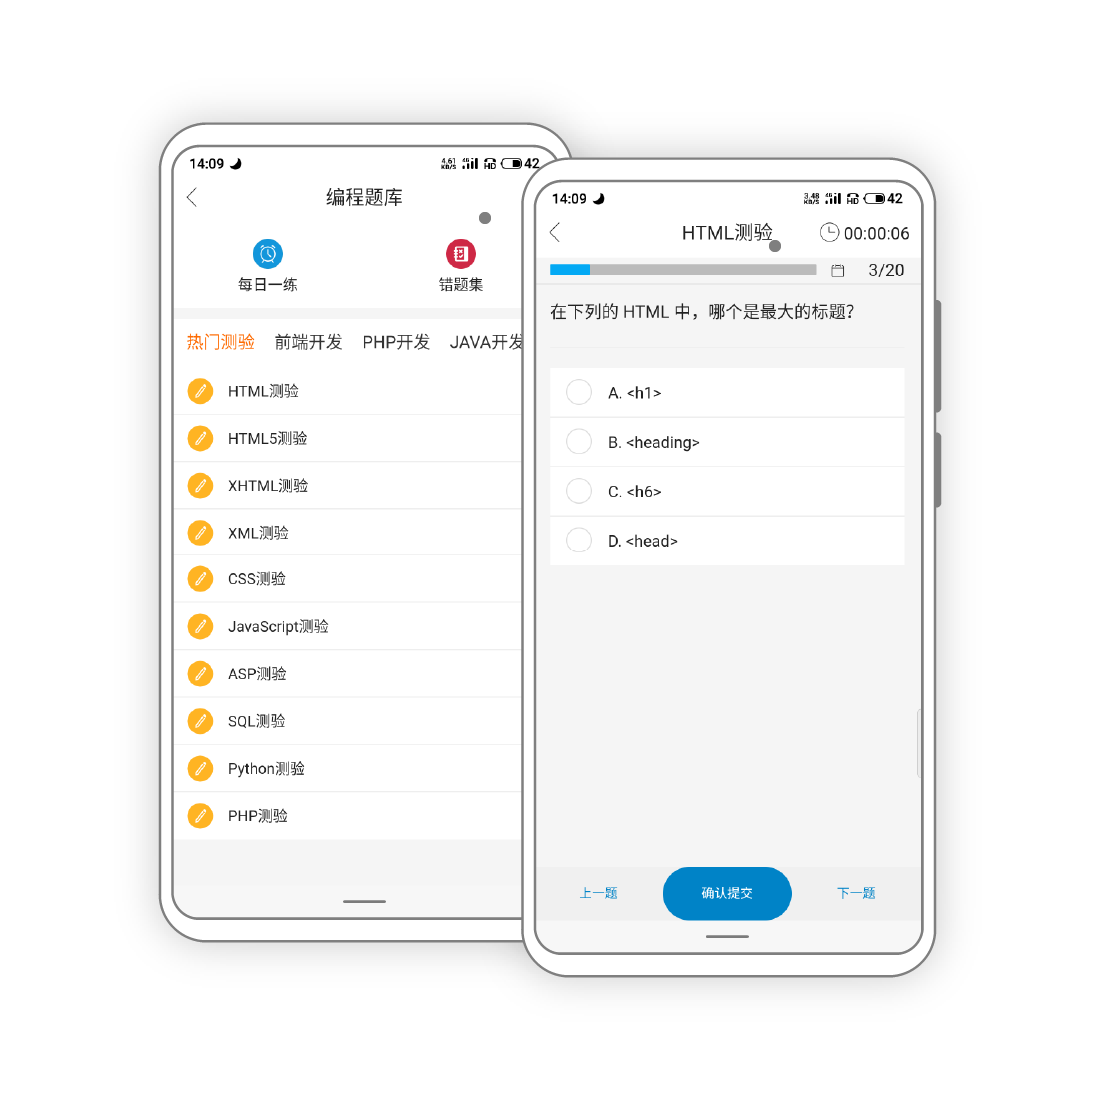 14:09
4.61 KB/S 4G HD 42
编程题库
每日一练
错题集
热门测验 前端开发 PHP开发 JAVA开发
HTML测验
HTML5测验
XHTML测验
XML测验
CSS测验
JavaScript测验
ASP测验
SQL测验
Python测验
PHP测验
14:09
3.48 KB/S 4G HD 42
HTML测验 00:00:06
3/20
在下列的 HTML 中，哪个是最大的标题？
A. <h1>
B. <heading>
C. <h6>
D. <head>
上一题 确认提交 下一题